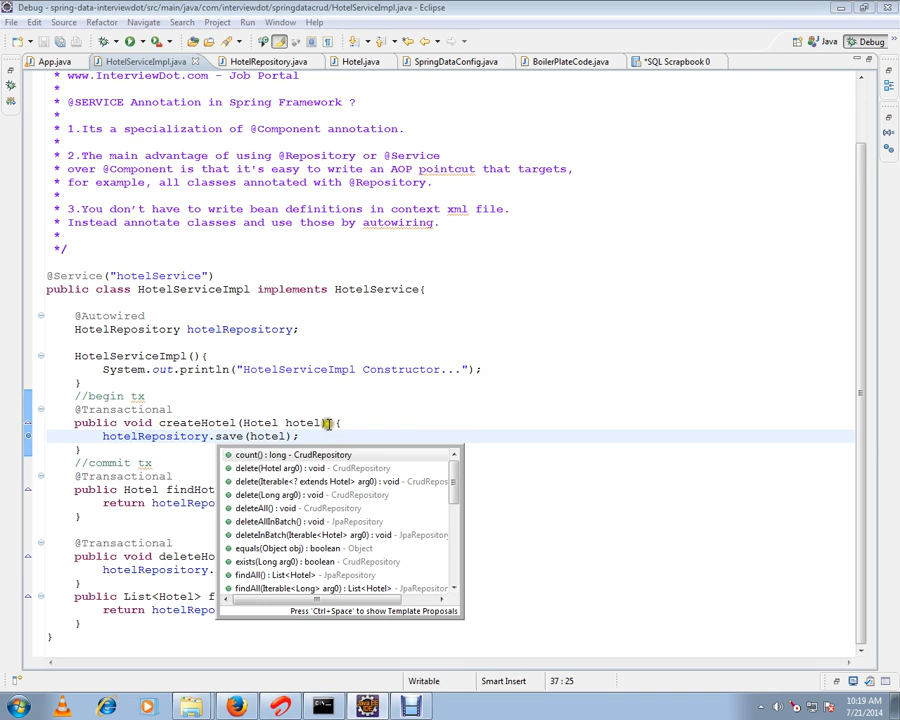 Debug - spring-data-interviewdot/src/main/java/com/interviewdot/springdatacrud/HotelServiceImpl.java - Eclipse
File Edit Source Refactor Navigate Search Project Run Window Help
Java Debug
App.java HotelServiceImpl.java HotelRepository.java Hotel.java SpringDataConfig.java BoilerPlateCode.java *SQL Scrapbook 0
* www.InterviewDot.com - Job Portal
*
* @SERVICE Annotation in Spring Framework ?
*
* 1.Its a specialization of @Component annotation.
*
* 2.The main advantage of using @Repository or @Service
* over @Component is that it's easy to write an AOP pointcut that targets,
* for example, all classes annotated with @Repository.
*
* 3.You don't have to write bean definitions in context xml file.
* Instead annotate classes and use those by autowiring.
*
*/
@Service("hotelService")
public class HotelServiceImpl implements HotelService{
@Autowired
HotelRepository hotelRepository;
HotelServiceImpl(){
System.out.println("HotelServiceImpl Constructor...");
}
//begin tx
@Transactional
public void createHotel(Hotel hotel){
hotelRepository.save(hotel);
}
//commit tx
@Transactional
public Hotel findHot
return hotelRepo
}
@Transactional
public void deleteHo
hotelRepository.
}
public List<Hotel> f
return hotelRepo
}
}
count() : long - CrudRepository
delete(Hotel arg0) : void - CrudRepository
delete(Iterable<? extends Hotel> arg0) : void - CrudRepos
delete(Long arg0) : void - CrudRepository
deleteAll() : void - CrudRepository
deleteAllInBatch() : void - JpaRepository
deleteInBatch(Iterable<Hotel> arg0) : void - JpaRepositor
equals(Object obj) : boolean - Object
exists(Long arg0) : boolean - CrudRepository
findAll() : List<Hotel> - JpaRepository
findAll(Iterable<Long> arg0) : List<Hotel> - JpaRepositor
Press 'Ctrl+Space' to show Template Proposals
Writable Smart Insert 37 : 25
10:19 AM
7/21/2014